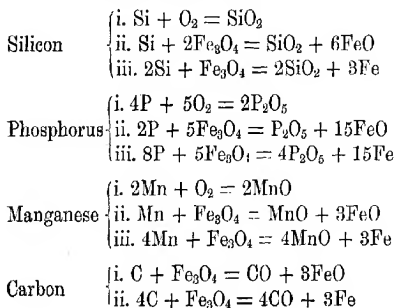 Silicon
i. Si + O₂ = SiO₂
ii. Si + 2Fe₃O₄ = SiO₂ + 6FeO
iii. 2Si + Fe₃O₄ = 2SiO₂ + 3Fe
Phosphorus
i. 4P + 5O₂ = 2P₂O₅
ii. 2P + 5Fe₃O₄ = P₂O₅ + 15FeO
iii. 8P + 5Fe₃O₄ = 4P₂O₅ + 15Fe
Manganese
i. 2Mn + O₂ = 2MnO
ii. Mn + Fe₃O₄ = MnO + 3FeO
iii. 4Mn + Fe₃O₄ = 4MnO + 3Fe
Carbon
i. C + Fe₃O₄ = CO + 3FeO
ii. 4C + Fe₃O₄ = 4CO + 3Fe